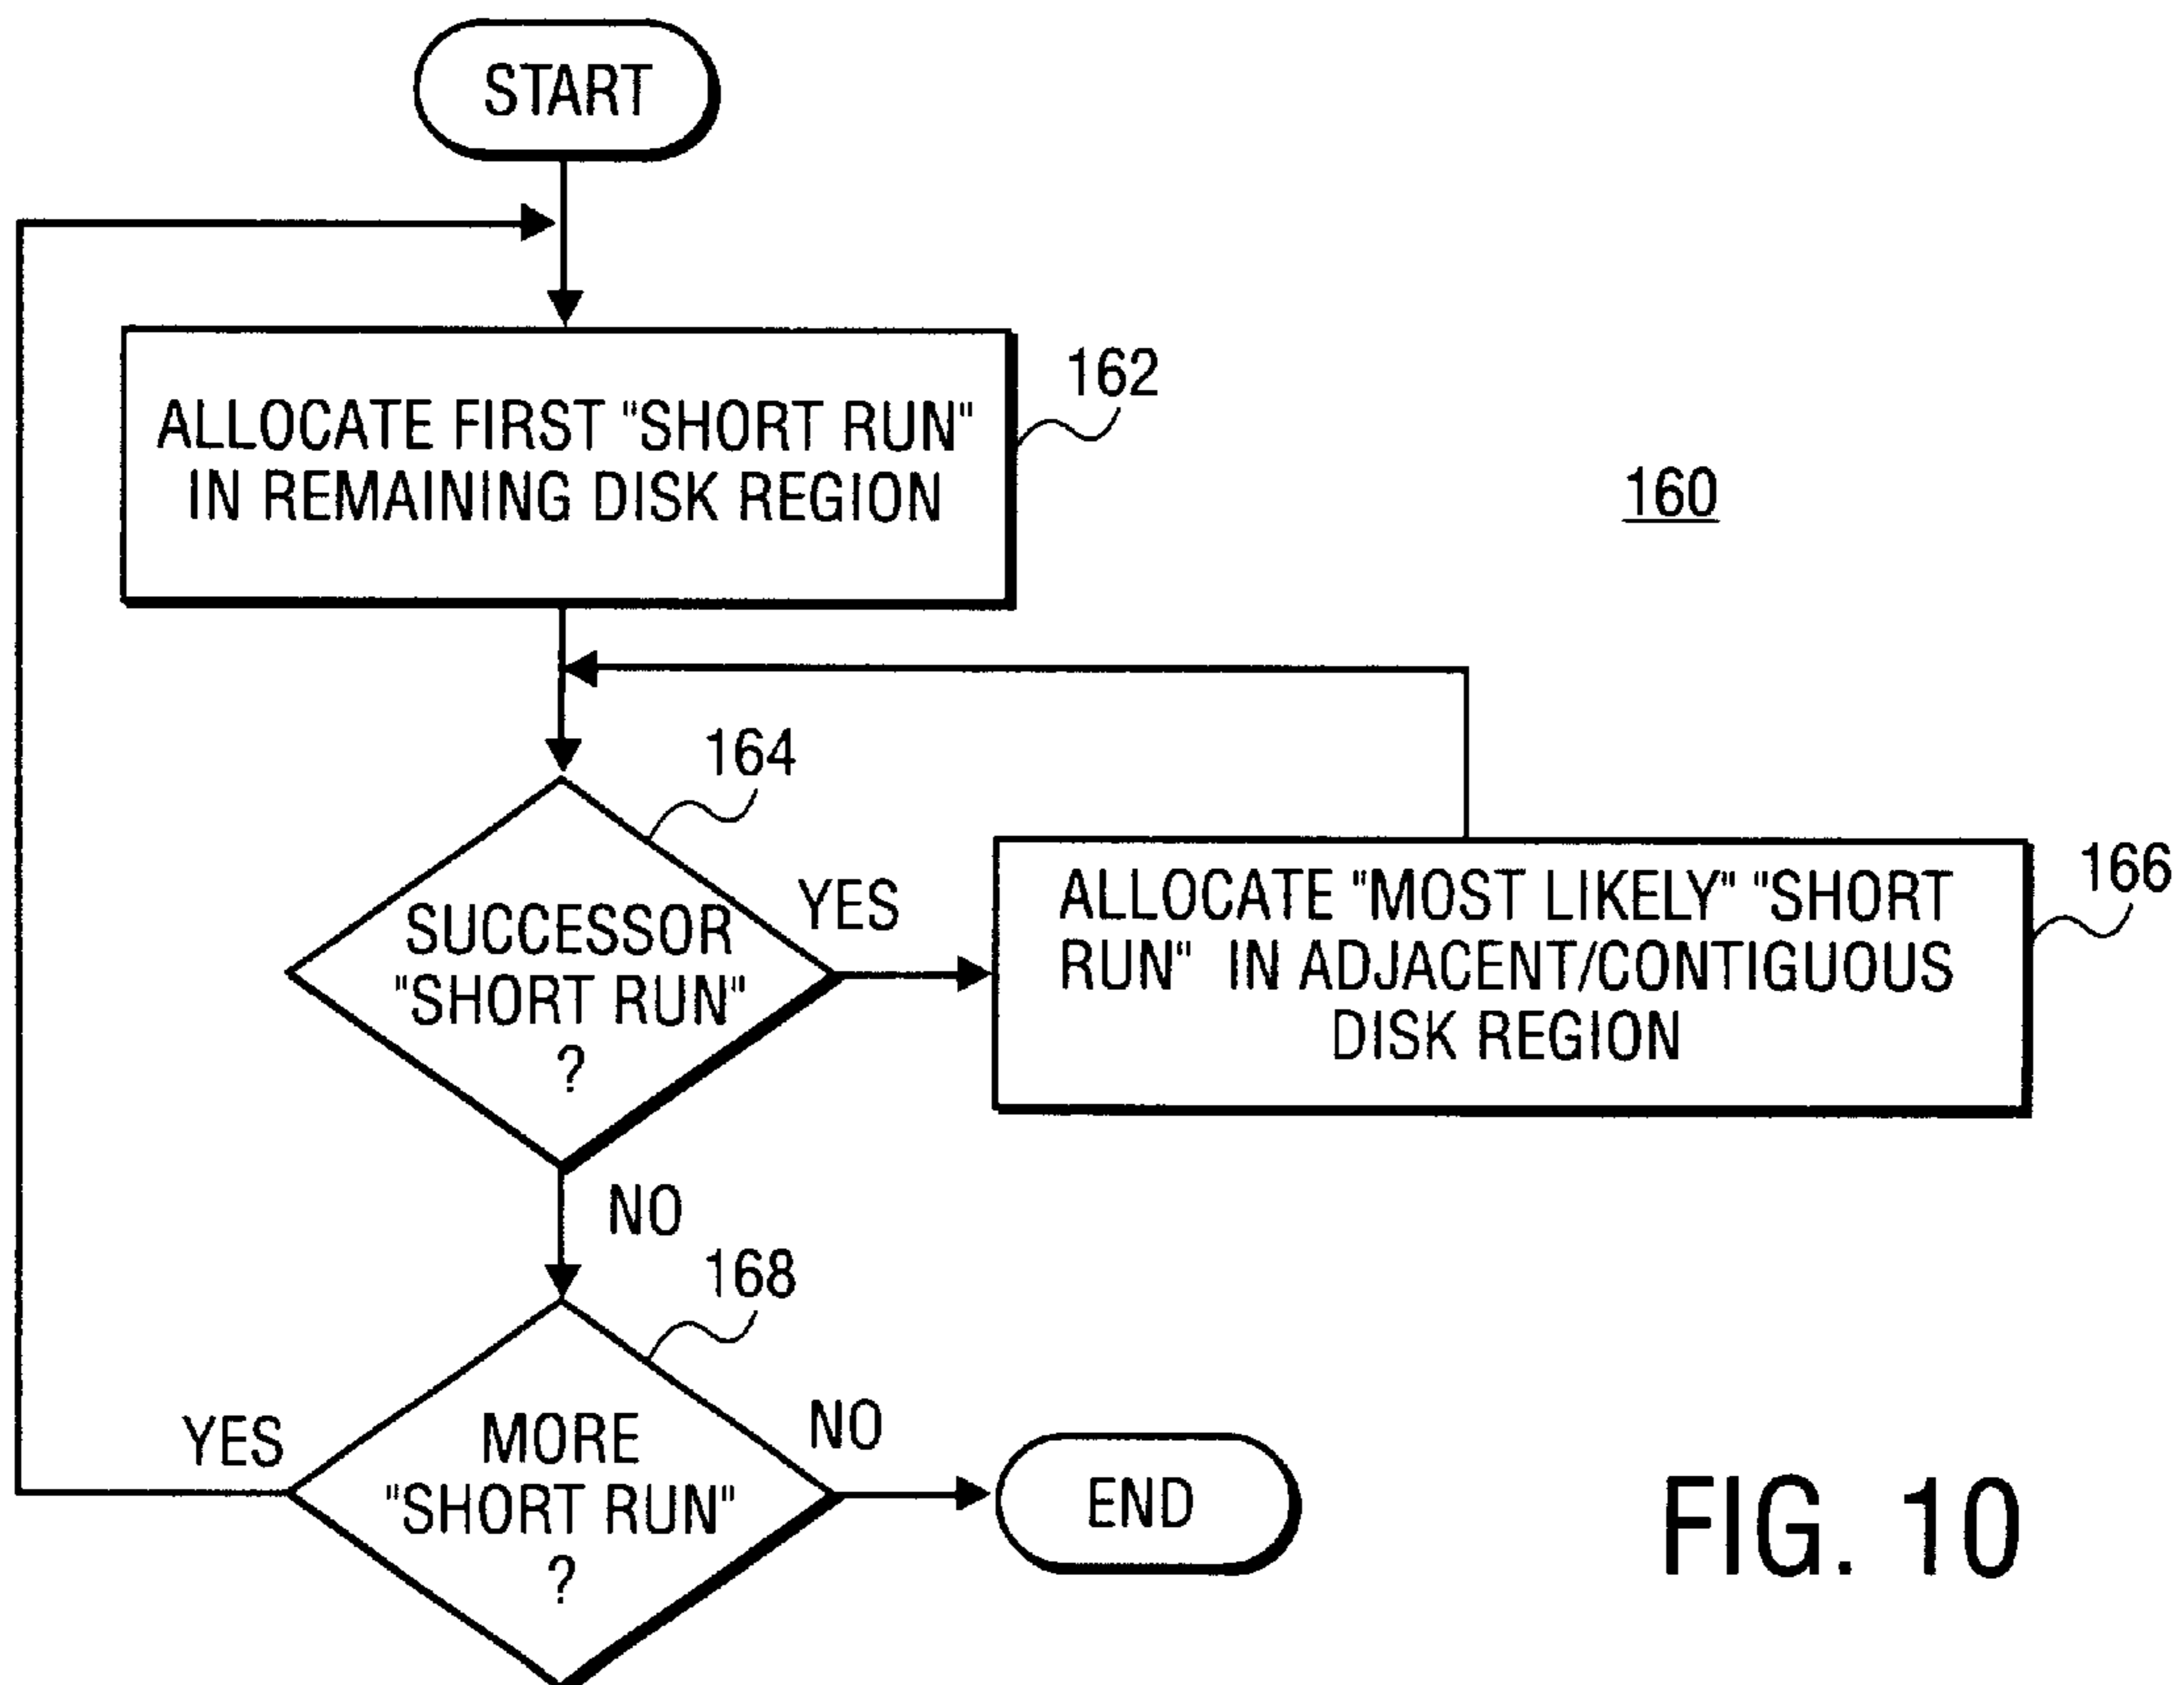 START
ALLOCATE FIRST "SHORT RUN"
IN REMAINING DISK REGION
162
160
164
SUCCESSOR
"SHORT RUN"
?
YES
ALLOCATE "MOST LIKELY" "SHORT
RUN" IN ADJACENT/CONTIGUOUS
DISK REGION
166
NO
168
MORE
"SHORT RUN"
?
YES
NO
END
FIG. 10